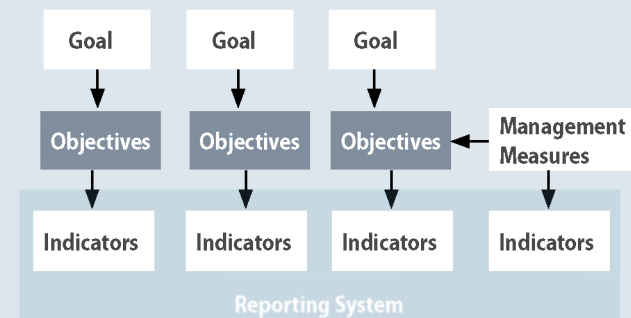 Goal
Goal
Goal
Objectives
Objectives
Objectives
Management
Measures
Indicators
Indicators
Indicators
Indicators
Reporting System